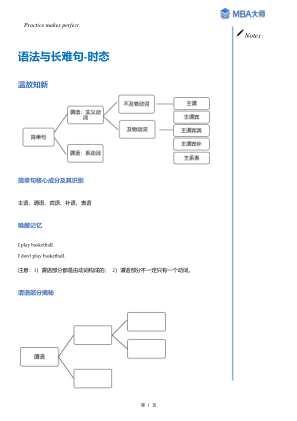 Practice makes perfect.
MBA大师
Notes :
语法与长难句-时态
温故知新
简单句
谓语：实义动词
谓语：系动词
不及物动词
及物动词
主谓
主谓宾
主谓宾宾
主谓宾补
主系表
简单句核心成分及其识别
主语、谓语、宾语、补语、表语
唤醒记忆
I play basketball.
I don't play basketball.
注意：1）谓语部分都是由动词构成的； 2）谓语部分不一定只有一个动词。
谓语部分揭秘
谓语
第 1 页